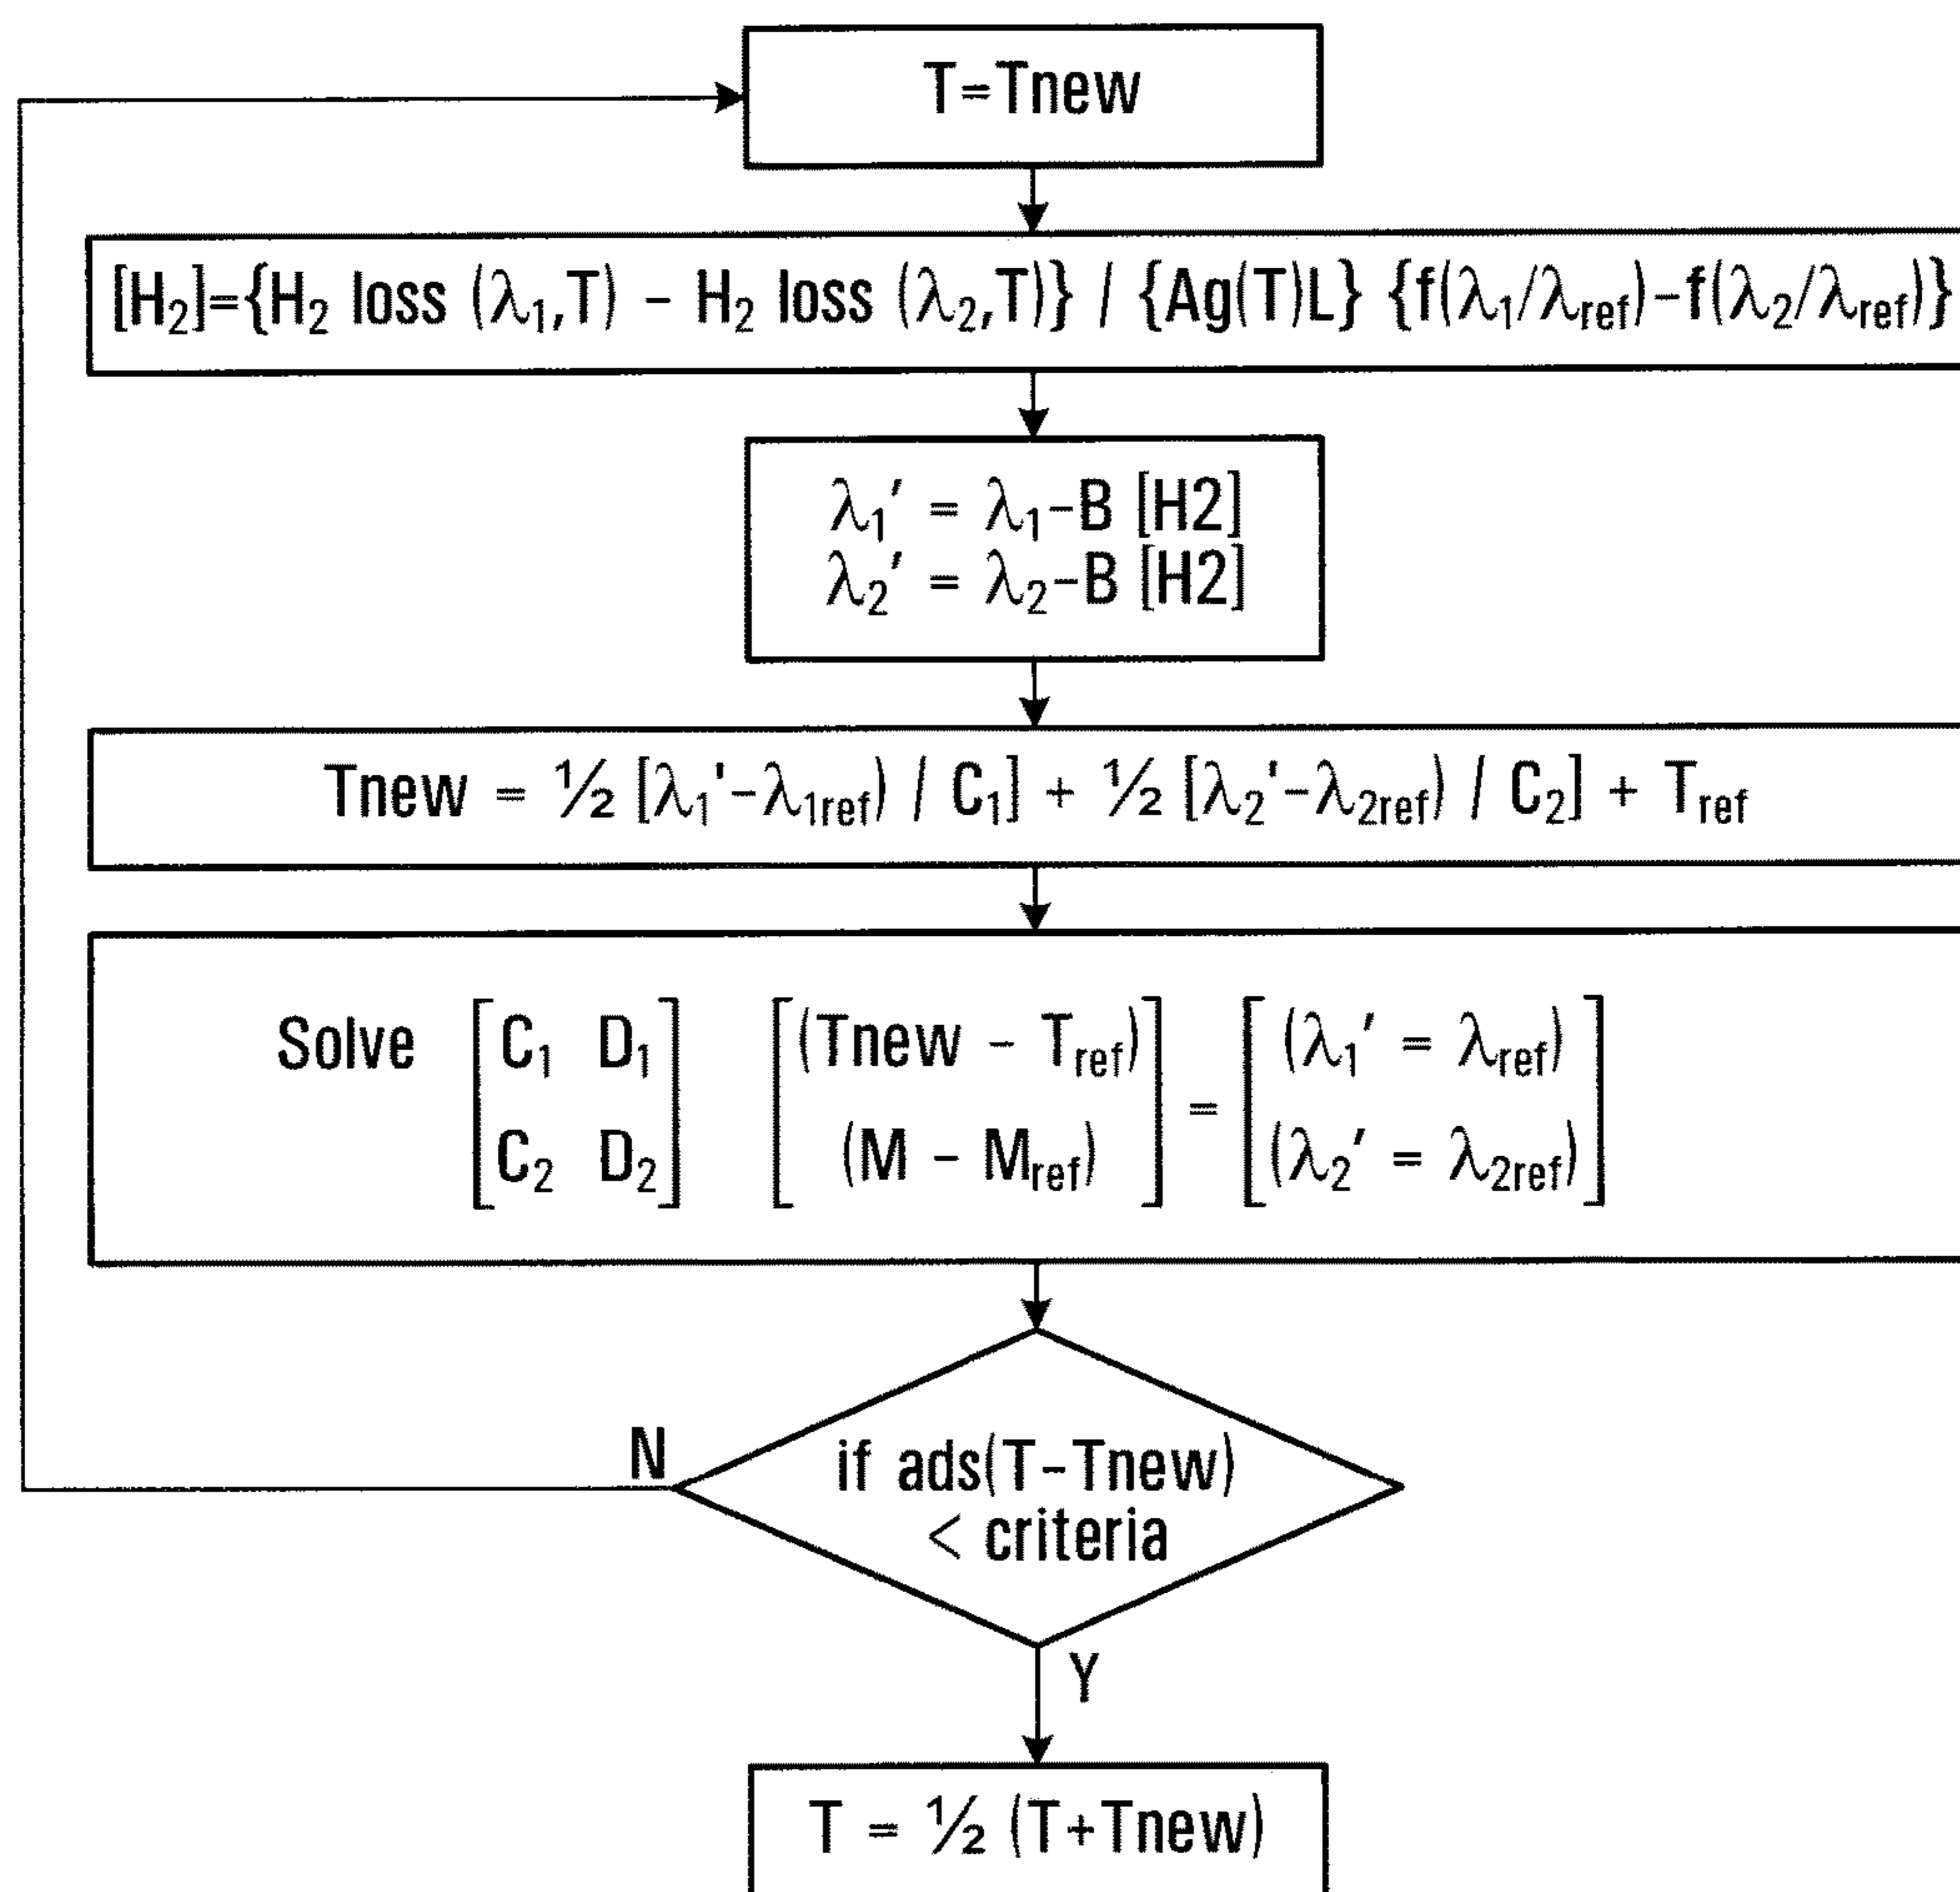 T=Tnew
[H₂]={H₂ loss (λ₁,T) – H₂ loss (λ₂,T)} / {Ag(T)L} {f(λ₁/λref)–f(λ₂/λref)}
λ₁′ = λ₁–B [H2]
λ₂′ = λ₂–B [H2]
Tnew = ½ [λ₁'–λ₁ref) / C₁] + ½ [λ₂'–λ₂ref) / C₂] + Tref
Solve [C₁ D₁] [(Tnew – Tref)] = [(λ₁′ = λref)]
[C₂ D₂] [(M – Mref)] [(λ₂′ = λ₂ref)]
N if ads(T–Tnew)
< criteria
Y
T = ½ (T+Tnew)